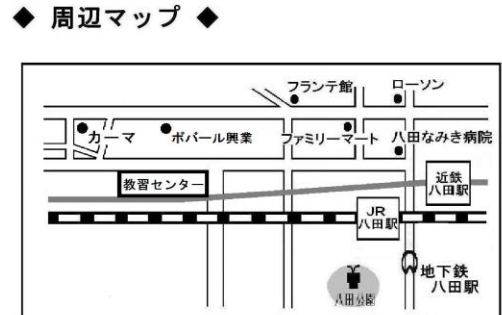 ◆ 周辺マップ ◆
フランテ館
ローソン
カーマ
ボバール興業
ファミリーマート
八田なみき病院
教習センター
近鉄
八田駅
JR
八田駅
地下鉄
八田駅
八田公園